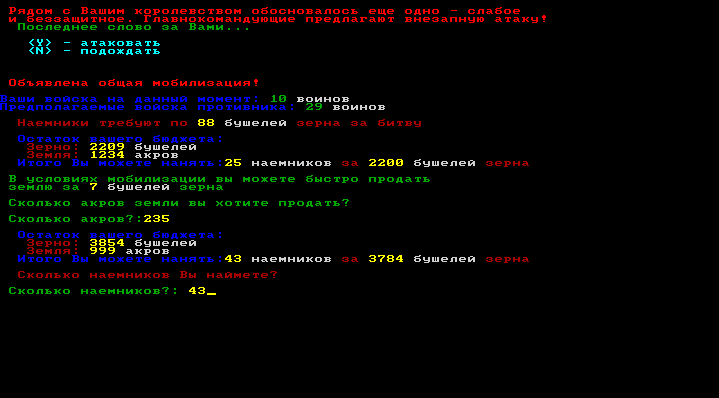 Рядом с Вашим королевством обосновалось еще одно - слабое
и беззащитное. Главнокомандующие предлагают внезапную атаку!
Последнее слово за Вами...
<Y> - атаковать
<N> - подождать
Объявлена общая мобилизация!
Ваши войска на данный момент: 10 воинов
Предполагаемые войска противника: 29 воинов
Наемники требуют по 88 бушелей зерна за битву
Остаток вашего бюджета:
Зерно: 2209 бушелей
Земля: 1234 акров
Итого Вы можете нанять:25 наемников за 2200 бушелей зерна
В условиях мобилизации вы можете быстро продать
землю за 7 бушелей зерна
Сколько акров земли вы хотите продать?
Сколько акров?:235
Остаток вашего бюджета:
Зерно: 3854 бушелей
Земля: 999 акров
Итого Вы можете нанять:43 наемников за 3784 бушелей зерна
Сколько наемников Вы наймете?
Сколько наемников?: 43_